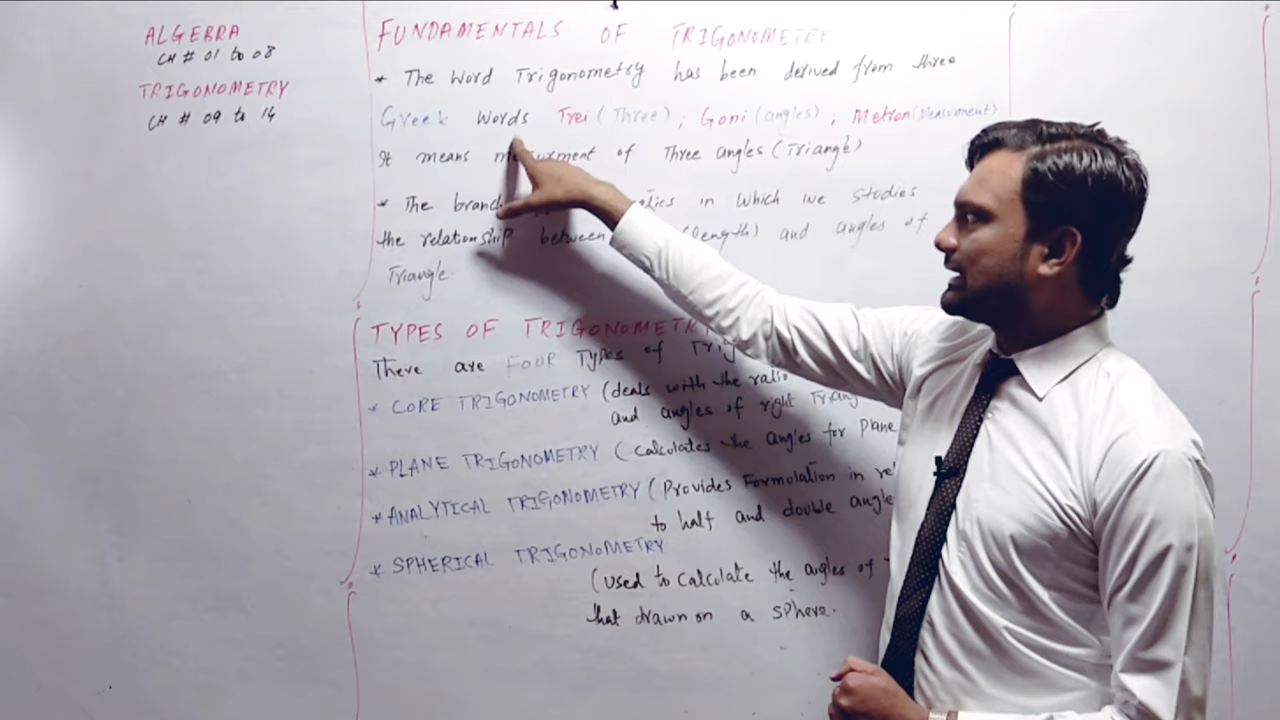 ALGEBRA
CH # 01 to 08
TRIGONOMETRY
CH # 09 to 14
FUNDAMENTALS OF TRIGONOMETRY
* The Word Trigonometry has been derived from three
Greek Words Trei (Three) ; Goni (angles) ; Metron (Measurment)
It means measurment of Three angles (Triangle)
* The branch in which we studies
the relationship between (length) and angles of
Triangle.
TYPES OF TRIGONOMETRY
There are FOUR Types of
* CORE TRIGONOMETRY (deals with the ratio
and angles of right
* PLANE TRIGONOMETRY (calculates the angles for Plane
* ANALYTICAL TRIGONOMETRY (Provides Formolation in
to half and double angle
* SPHERICAL TRIGONOMETRY
(used to calculate the angles of
that drawn on a sphere.